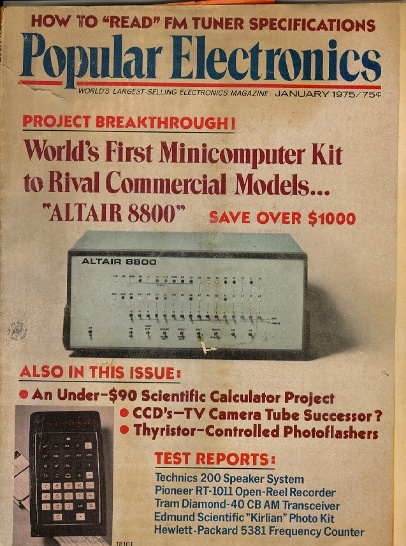 HOW TO "READ" FM TUNER SPECIFICATIONS
Popular Electronics
WORLD'S LARGEST-SELLING ELECTRONICS MAGAZINE JANUARY 1975/75¢
PROJECT BREAKTHROUGH!
World's First Minicomputer Kit
to Rival Commercial Models...
"ALTAIR 8800" SAVE OVER $1000
ALTAIR 8800
ALSO IN THIS ISSUE:
● An Under-$90 Scientific Calculator Project
● CCD's-TV Camera Tube Successor?
● Thyristor-Controlled Photoflashers
TEST REPORTS:
Technics 200 Speaker System
Pioneer RT-1011 Open-Reel Recorder
Tram Diamond-40 CB AM Transceiver
Edmund Scientific "Kirlian" Photo Kit
Hewlett-Packard 5381 Frequency Counter